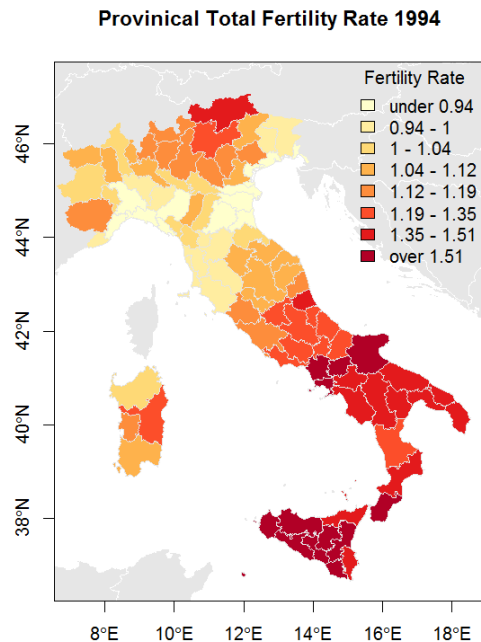 Provinical Total Fertility Rate 1994
Fertility Rate
under 0.94
0.94 - 1
1 - 1.04
1.04 - 1.12
1.12 - 1.19
1.19 - 1.35
1.35 - 1.51
over 1.51
46°N
44°N
42°N
40°N
38°N
8°E 10°E 12°E 14°E 16°E 18°E